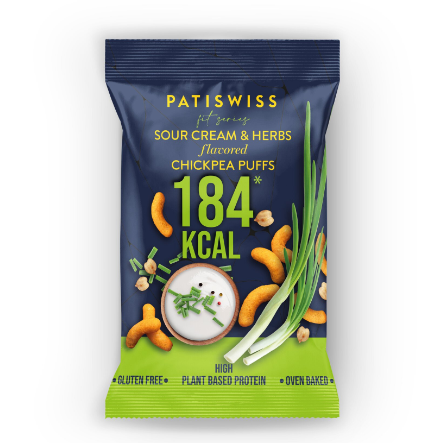 PATISWISS
fit series
SOUR CREAM & HERBS
flavored
CHICKPEA PUFFS
184*
KCAL
HIGH
• GLUTEN FREE • PLANT BASED PROTEIN • OVEN BAKED •